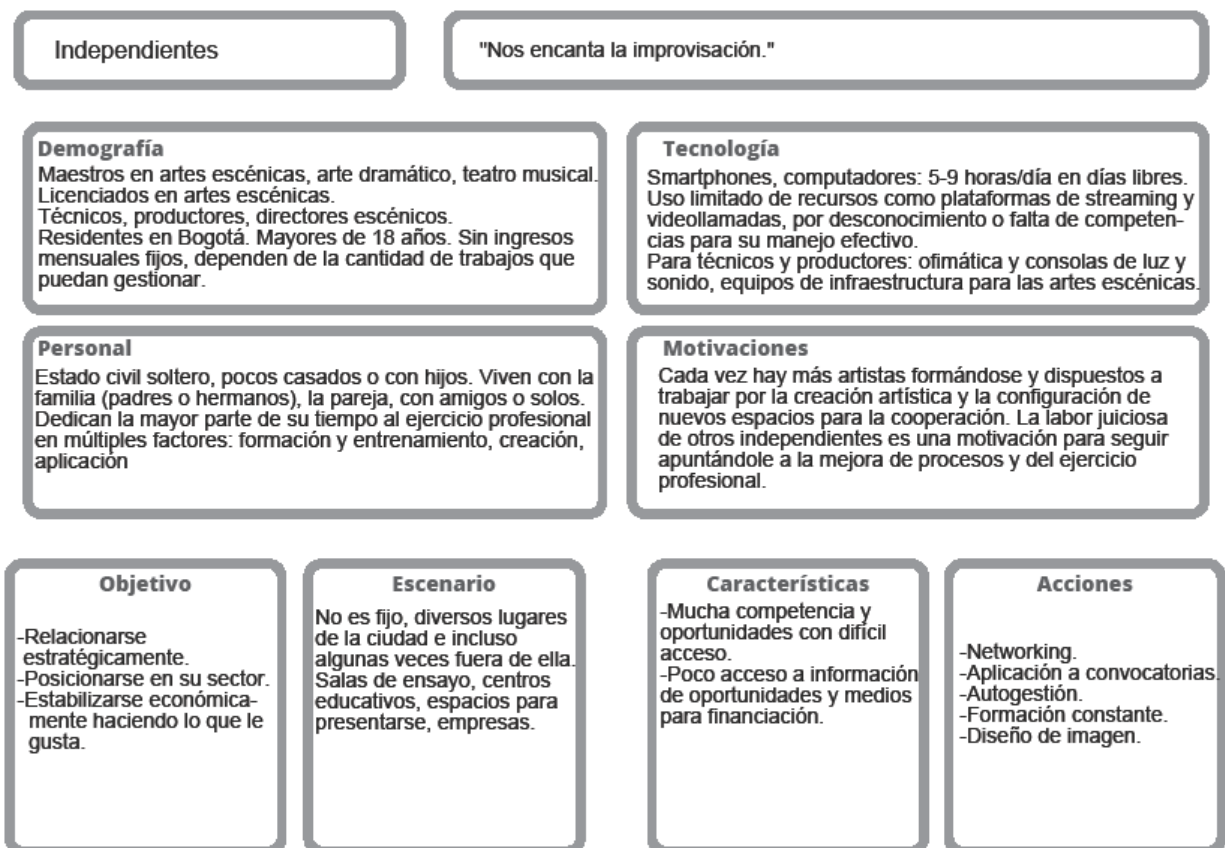 Independientes
"Nos encanta la improvisación."
Demografía
Maestros en artes escénicas, arte dramático, teatro musical.
Licenciados en artes escénicas.
Técnicos, productores, directores escénicos.
Residentes en Bogotá. Mayores de 18 años. Sin ingresos
mensuales fijos, dependen de la cantidad de trabajos que
puedan gestionar.
Tecnología
Smartphones, computadores: 5-9 horas/día en días libres.
Uso limitado de recursos como plataformas de streaming y
videollamadas, por desconocimiento o falta de competen-
cias para su manejo efectivo.
Para técnicos y productores: ofimática y consolas de luz y
sonido, equipos de infraestructura para las artes escénicas.
Personal
Estado civil soltero, pocos casados o con hijos. Viven con la
familia (padres o hermanos), la pareja, con amigos o solos.
Dedican la mayor parte de su tiempo al ejercicio profesional
en múltiples factores: formación y entrenamiento, creación,
aplicación
Motivaciones
Cada vez hay más artistas formándose y dispuestos a
trabajar por la creación artística y la configuración de
nuevos espacios para la cooperación. La labor juiciosa
de otros independientes es una motivación para seguir
apuntándole a la mejora de procesos y del ejercicio
profesional.
Objetivo
-Relacionarse
estratégicamente.
-Posicionarse en su sector.
-Estabilizarse económica-
mente haciendo lo que le
gusta.
Escenario
No es fijo, diversos lugares
de la ciudad e incluso
algunas veces fuera de ella.
Salas de ensayo, centros
educativos, espacios para
presentarse, empresas.
Características
-Mucha competencia y
oportunidades con difícil
acceso.
-Poco acceso a información
de oportunidades y medios
para financiación.
Acciones
-Networking.
-Aplicación a convocatorias.
-Autogestión.
-Formación constante.
-Diseño de imagen.